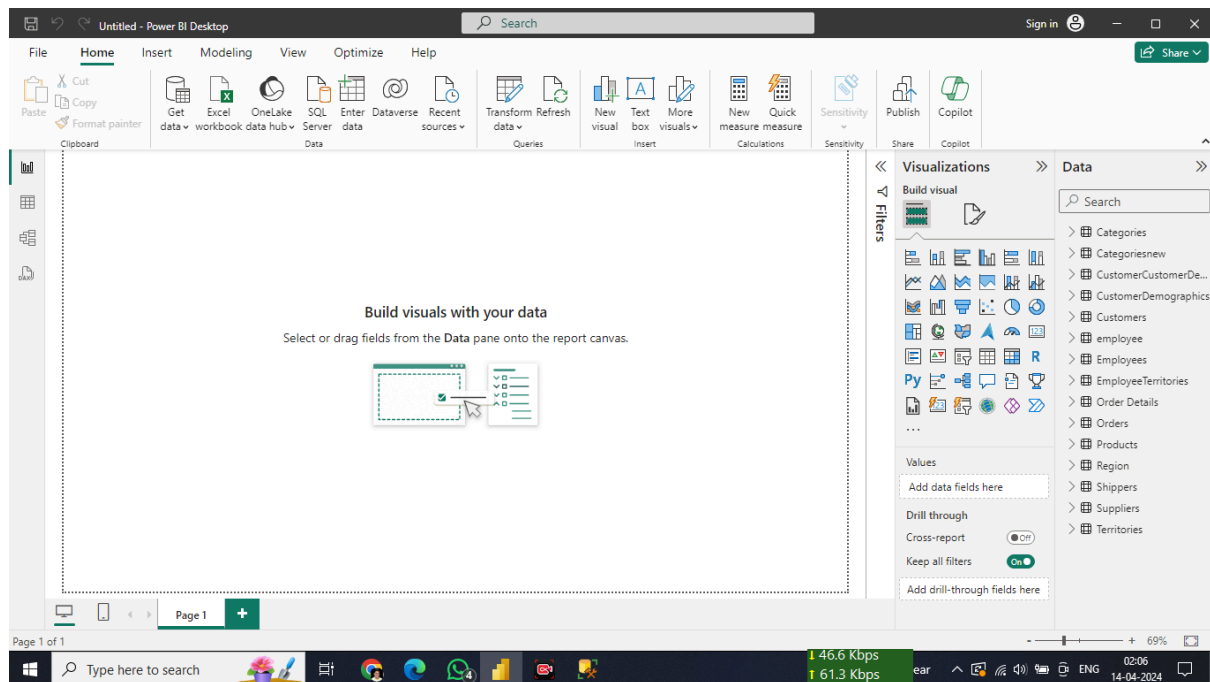 Untitled - Power BI Desktop
Search
Sign in
File Home Insert Modeling View Optimize Help
Share
Paste
Cut
Copy
Format painter
Clipboard
Get data
Excel workbook
OneLake data hub
SQL Server
Enter data
Dataverse
Recent sources
Data
Transform data
Refresh
Queries
New visual
Text box
More visuals
Insert
New measure
Quick measure
Calculations
Sensitivity
Sensitivity
Publish
Share
Copilot
Copilot
DAX
Build visuals with your data
Select or drag fields from the Data pane onto the report canvas.
Filters
Visualizations
Build visual
123
R
Py
123
...
Values
Add data fields here
Drill through
Cross-report
Off
Keep all filters
On
Add drill-through fields here
Data
Search
Categories
Categoriesnew
CustomerCustomerDe...
CustomerDemographics
Customers
employee
Employees
EmployeeTerritories
Order Details
Orders
Products
Region
Shippers
Suppliers
Territories
Page 1
Page 1 of 1
- + 69%
Type here to search
4
↓ 46.6 Kbps
↑ 61.3 Kbps
ear
ENG
02:06
14-04-2024